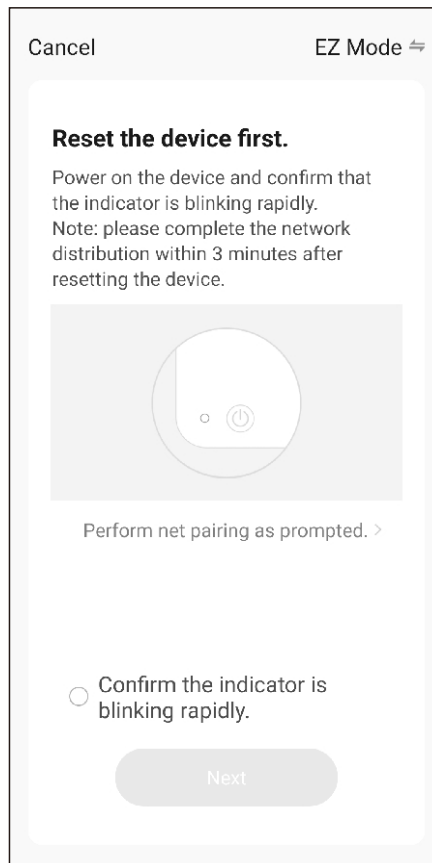 Cancel
EZ Mode
Reset the device first.
Power on the device and confirm that
the indicator is blinking rapidly.
Note: please complete the network
distribution within 3 minutes after
resetting the device.
Perform net pairing as prompted.
Confirm the indicator is
blinking rapidly.
Next